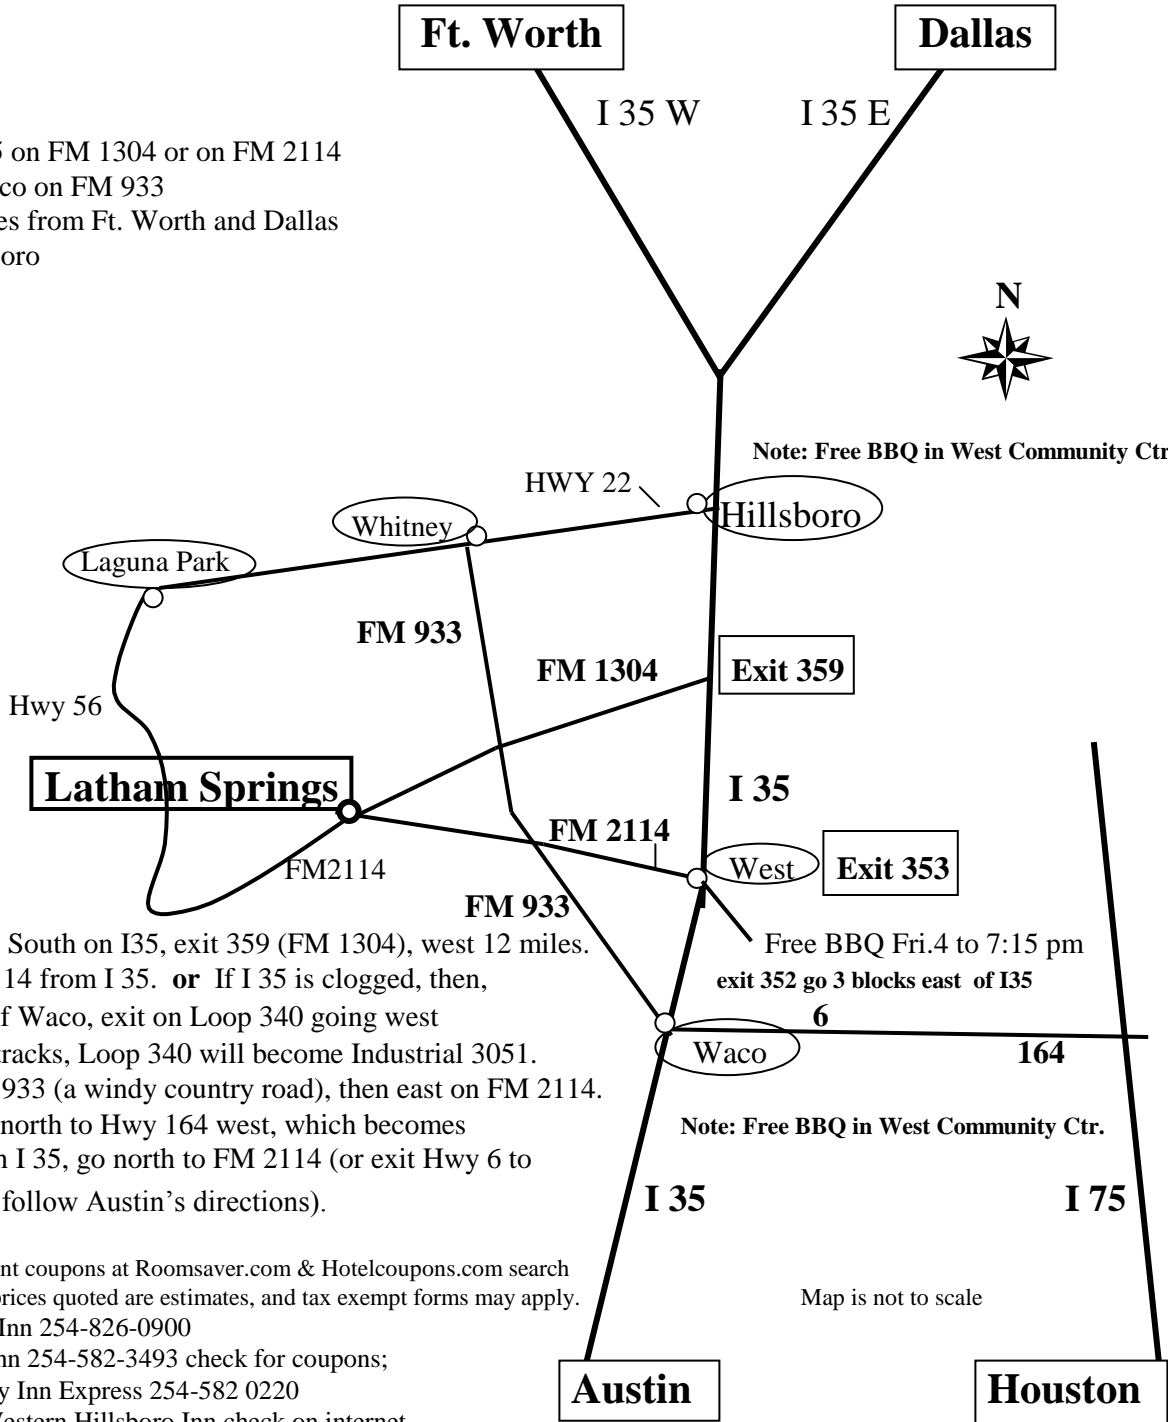 Ft. Worth
Dallas
I 35 W
I 35 E
on FM 1304 or on FM 2114
co on FM 933
es from Ft. Worth and Dallas
oro
N
Note: Free BBQ in West Community Ctr
HWY 22
Hillsboro
Whitney
Laguna Park
FM 933
FM 1304
Exit 359
Hwy 56
Latham Springs
I 35
FM 2114
West
Exit 353
FM2114
FM 933
South on I35, exit 359 (FM 1304), west 12 miles.
Free BBQ Fri.4 to 7:15 pm
14 from I 35. or If I 35 is clogged, then,
exit 352 go 3 blocks east of I35
f Waco, exit on Loop 340 going west
6
tracks, Loop 340 will become Industrial 3051.
Waco
164
933 (a windy country road), then east on FM 2114.
north to Hwy 164 west, which becomes
Note: Free BBQ in West Community Ctr.
n I 35, go north to FM 2114 (or exit Hwy 6 to
follow Austin's directions).
I 35
I 75
nt coupons at Roomsaver.com & Hotelcoupons.com search
prices quoted are estimates, and tax exempt forms may apply.
Map is not to scale
Inn 254-826-0900
nn 254-582-3493 check for coupons;
y Inn Express 254-582 0220
Western Hillsboro Inn check on internet
Austin
Houston